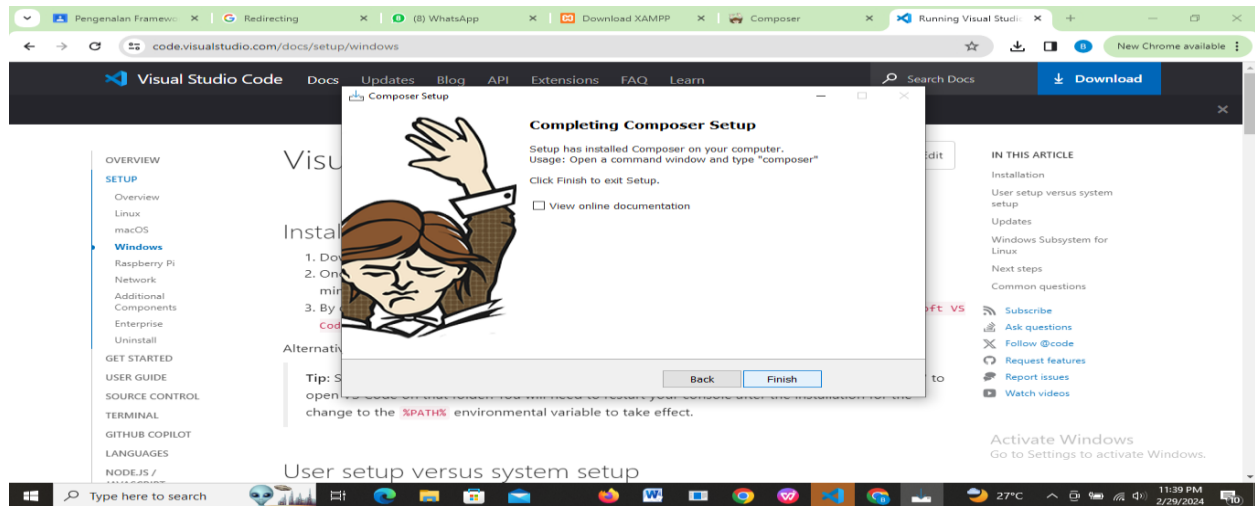 Pengenalan Framewo
Redirecting
(8) WhatsApp
Download XAMPP
Composer
Running Visual Studio
code.visualstudio.com/docs/setup/windows
New Chrome available
Visual Studio Code
Docs
Updates
Blog
API
Extensions
FAQ
Learn
Search Docs
Download
Composer Setup
Completing Composer Setup
Setup has installed Composer on your computer.
Usage: Open a command window and type "composer"
Click Finish to exit Setup.
View online documentation
Back
Finish
OVERVIEW
SETUP
Overview
Linux
macOS
Windows
Raspberry Pi
Network
Additional
Components
Enterprise
Uninstall
GET STARTED
USER GUIDE
SOURCE CONTROL
TERMINAL
GITHUB COPILOT
LANGUAGES
NODE.JS /
Visu
Edit
Instal
1. Dov
2. Onc
min
3. By
oft VS
Cod
Alternativ
Tip: S
to
change to the %PATH% environmental variable to take effect.
User setup versus system setup
IN THIS ARTICLE
Installation
User setup versus system
setup
Updates
Windows Subsystem for
Linux
Next steps
Common questions
Subscribe
Ask questions
Follow @code
Request features
Report issues
Watch videos
Activate Windows
Go to Settings to activate Windows.
Type here to search
27°C
11:39 PM
2/29/2024